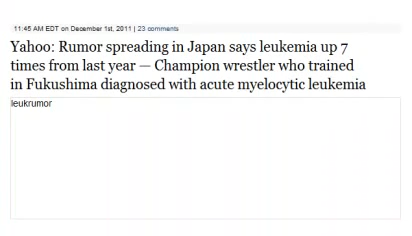 11:45 AM EDT on December 1st, 2011 | 23 comments
Yahoo: Rumor spreading in Japan says leukemia up 7
times from last year — Champion wrestler who trained
in Fukushima diagnosed with acute myelocytic leukemia
leukrumor